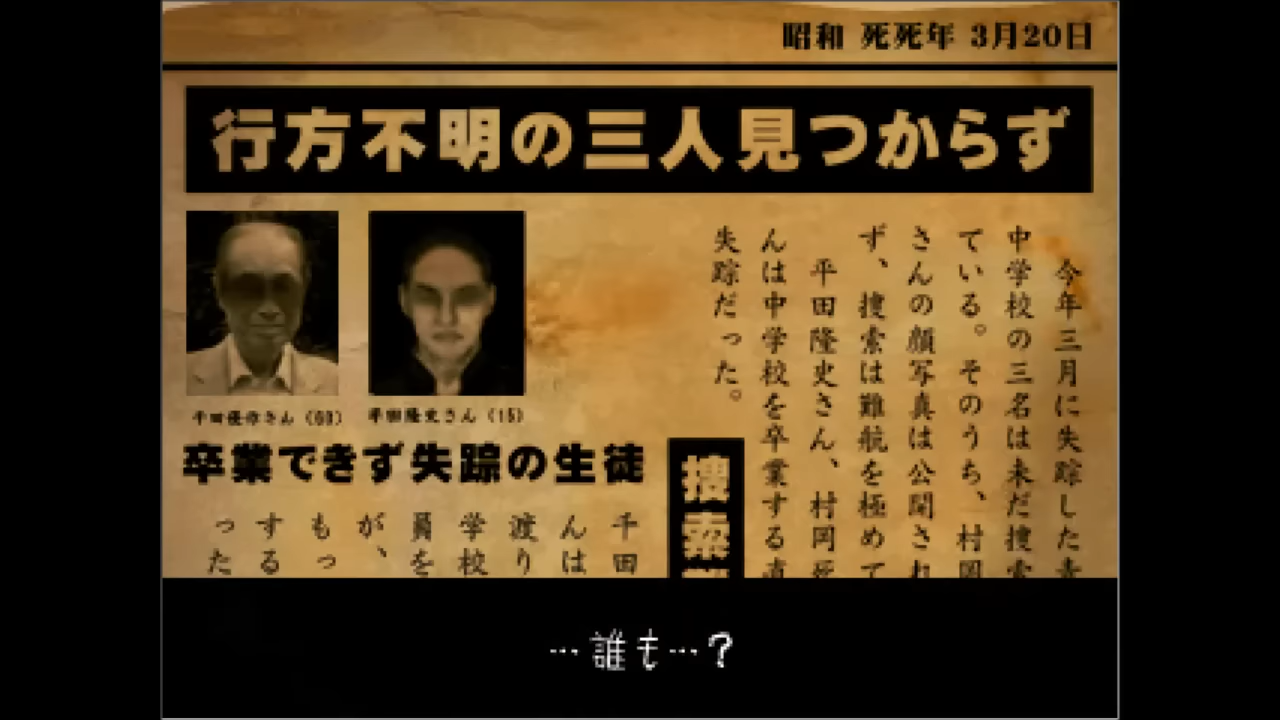 昭和 死死年 3月20日
行方不明の三人見つからず
今年三月に失踪した
中学校の三名は未だ捜索
ている。そのうち、村岡
さんの顔写真は公開され
ず、捜索は難航を極めて
平田隆史さん、村岡死
んは中学校を卒業する直
失踪だった。
平田隆史さん（15）
捜索
卒業できず失踪の生徒
千田
んは
渡り
学校
員を
が、
もっ
する
った
…誰も…？